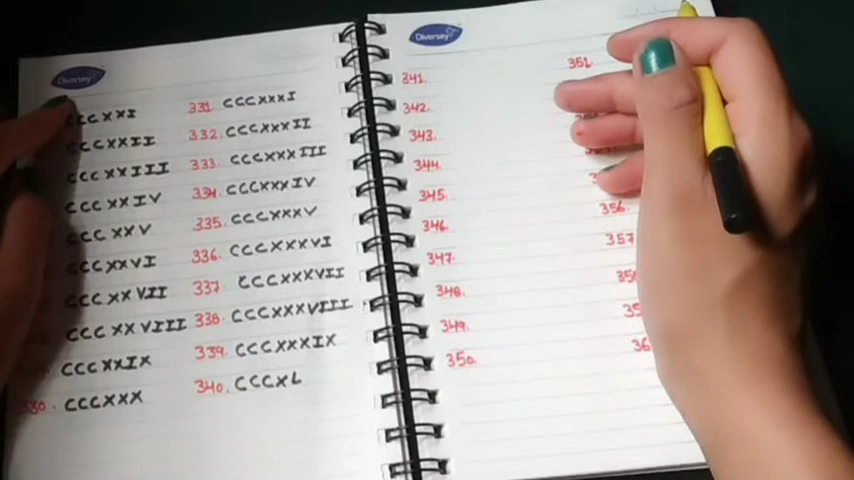 Diversey
CCCXXI
CCCXXII
CCCXXIII
CCCXXIV
CCCXXV
CCCXXVI
CCCXXVII
CCCXXVIII
CCCXXIX
330. CCCXXX
331. CCCXXXI
332. CCCXXXII
333. CCCXXXIII
334. CCCXXXIV
335. CCCXXXV
336. CCCXXXVI
337. CCCXXXVII
338. CCCXXXVIII
339. CCCXXXIX
340. CCCXL
Diversey
341.
342.
343.
344.
345.
346.
347.
348.
349.
350.
351.
356.
357